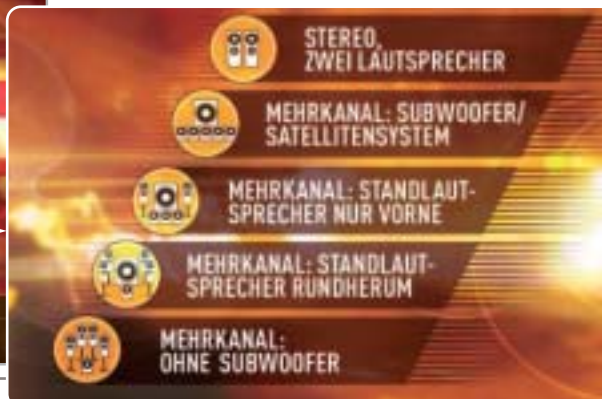 STEREO,
ZWEI LAUTSPRECHER
MEHRKANAL: SUBWOOFER/
SATELLITENSYSTEM
MEHRKANAL: STANDLAUT-
SPRECHER NUR VORNE
MEHRKANAL: STANDLAUT-
SPRECHER RUNDHERUM
MEHRKANAL:
OHNE SUBWOOFER